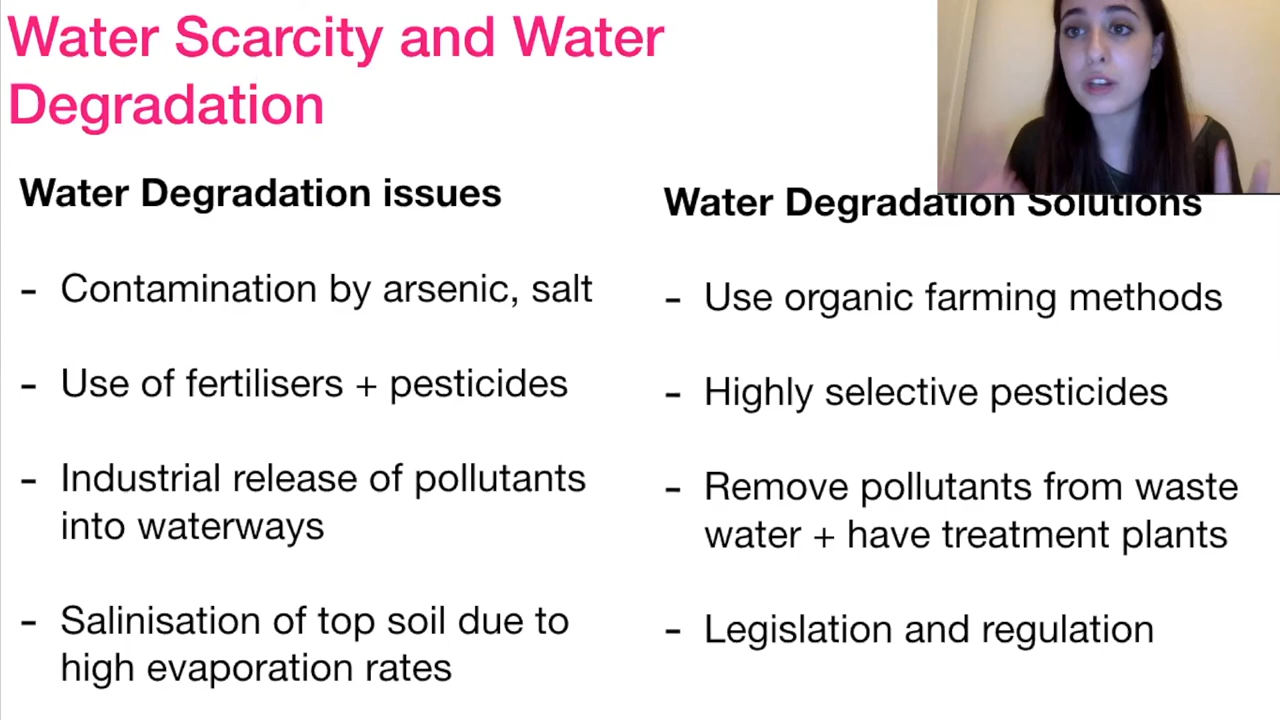 Water Scarcity and Water
Degradation
Water Degradation issues
- Contamination by arsenic, salt
- Use of fertilisers + pesticides
- Industrial release of pollutants
into waterways
- Salinisation of top soil due to
high evaporation rates
Water Degradation Solutions
- Use organic farming methods
- Highly selective pesticides
- Remove pollutants from waste
water + have treatment plants
- Legislation and regulation